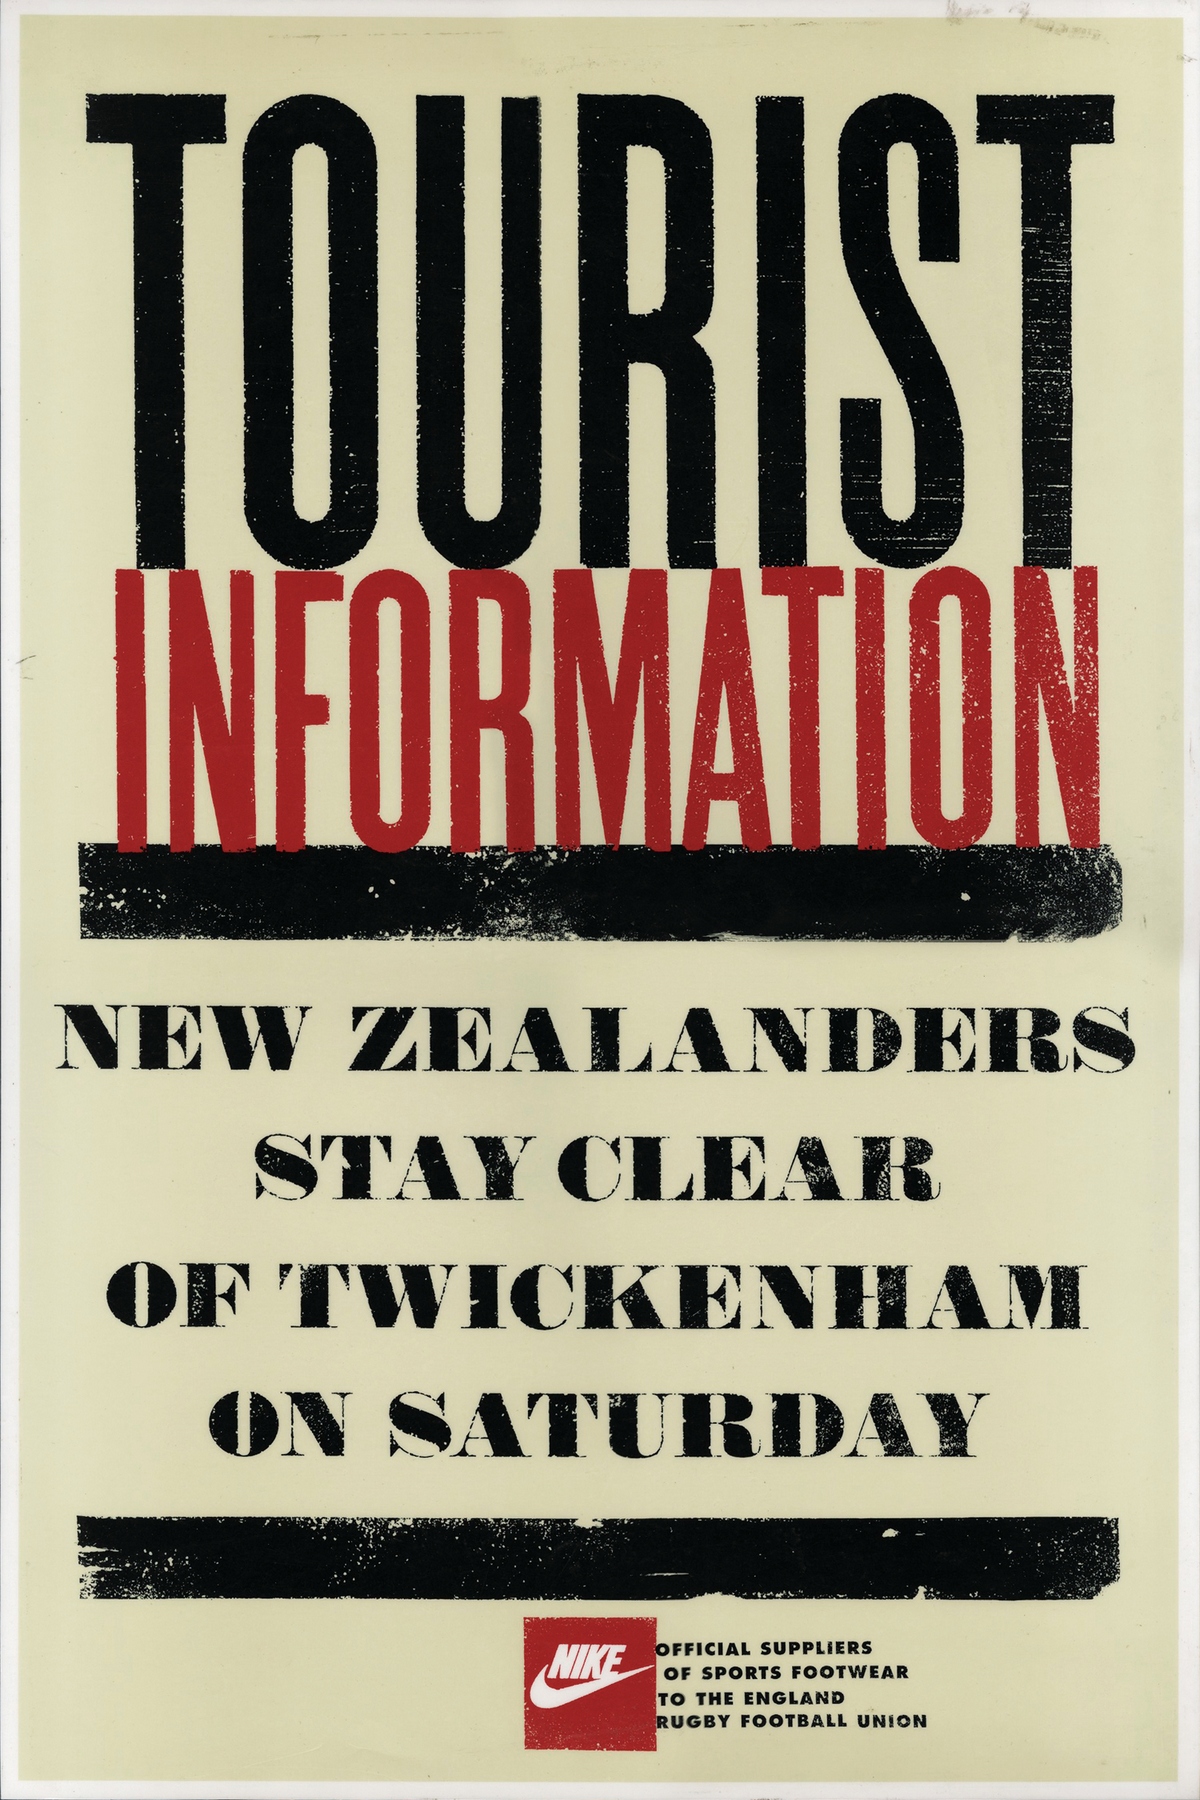 TOURIST
INFORMATION
NEW ZEALANDERS
STAY CLEAR
OF TWICKENHAM
ON SATURDAY
NIKE
OFFICIAL SUPPLIERS
OF SPORTS FOOTWEAR
TO THE ENGLAND
RUGBY FOOTBALL UNION